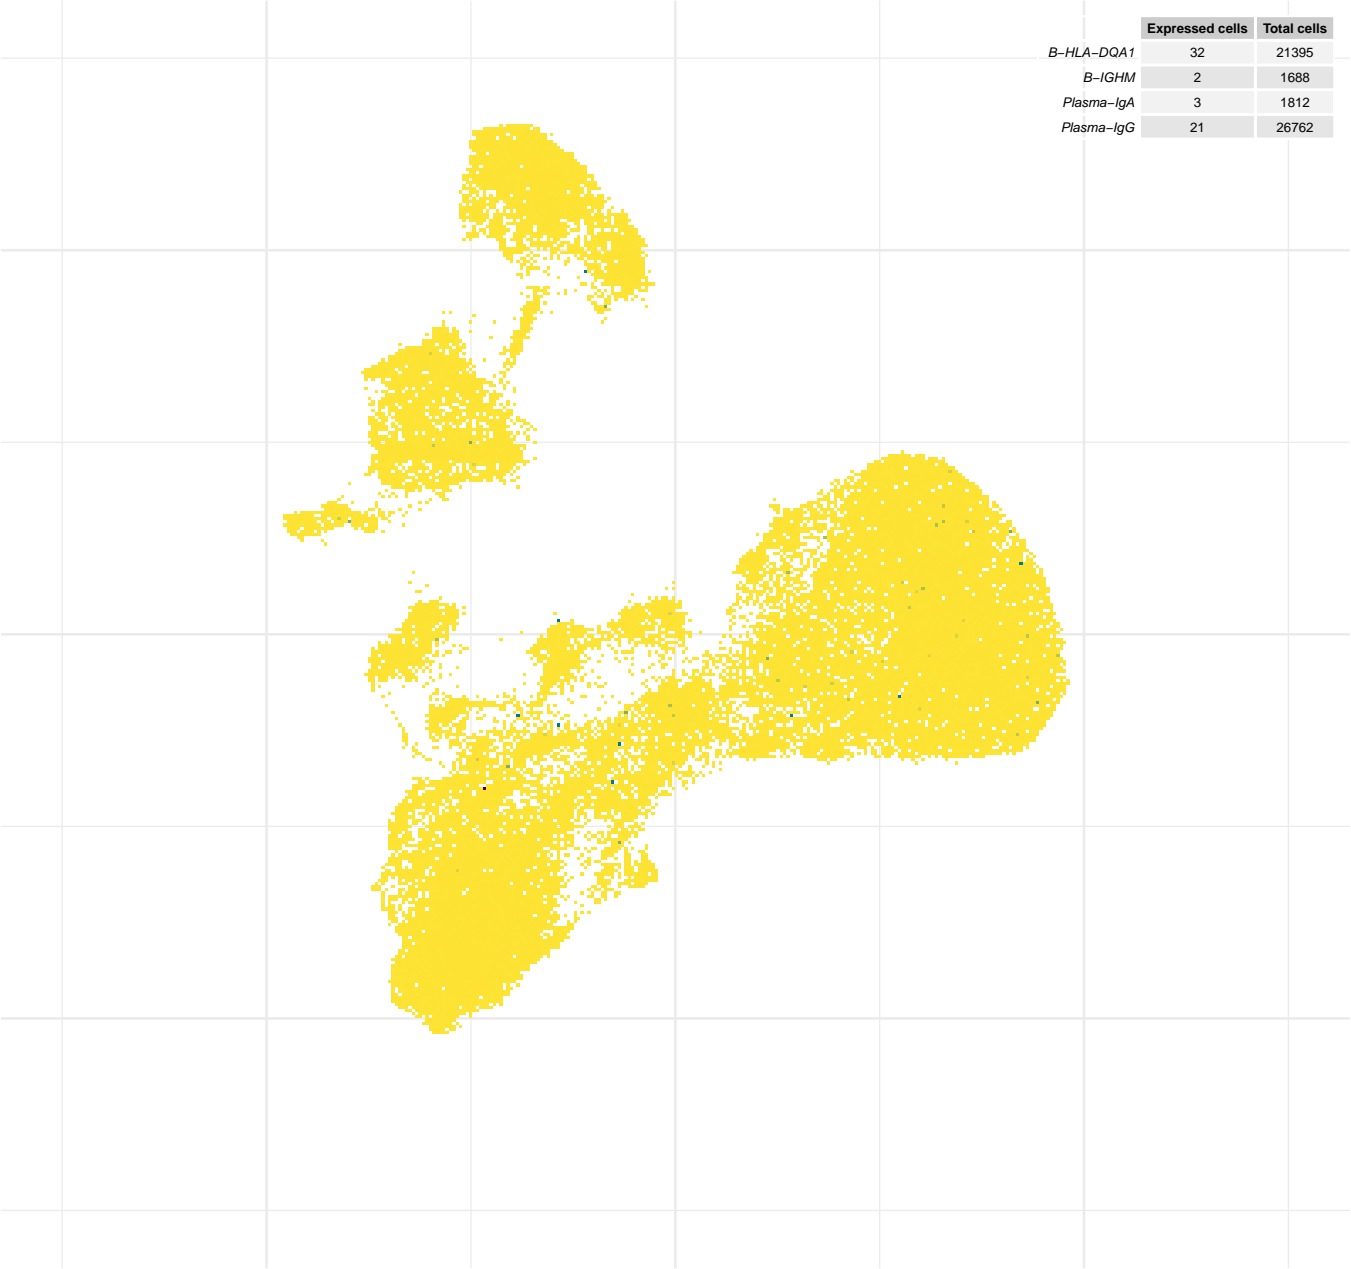 Expressed cells Total cells
B−HLA−DQA1 32 21395
B−IGHM 2 1688
Plasma−IgA 3 1812
Plasma−IgG 21 26762